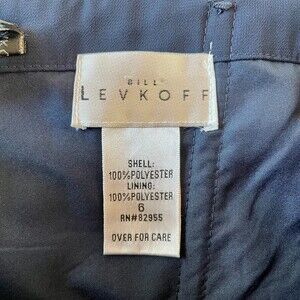 BILL
LEVKOFF
SHELL:
100%POLYESTER
LINING:
100%POLYESTER
6
RN#82955
OVER FOR CARE